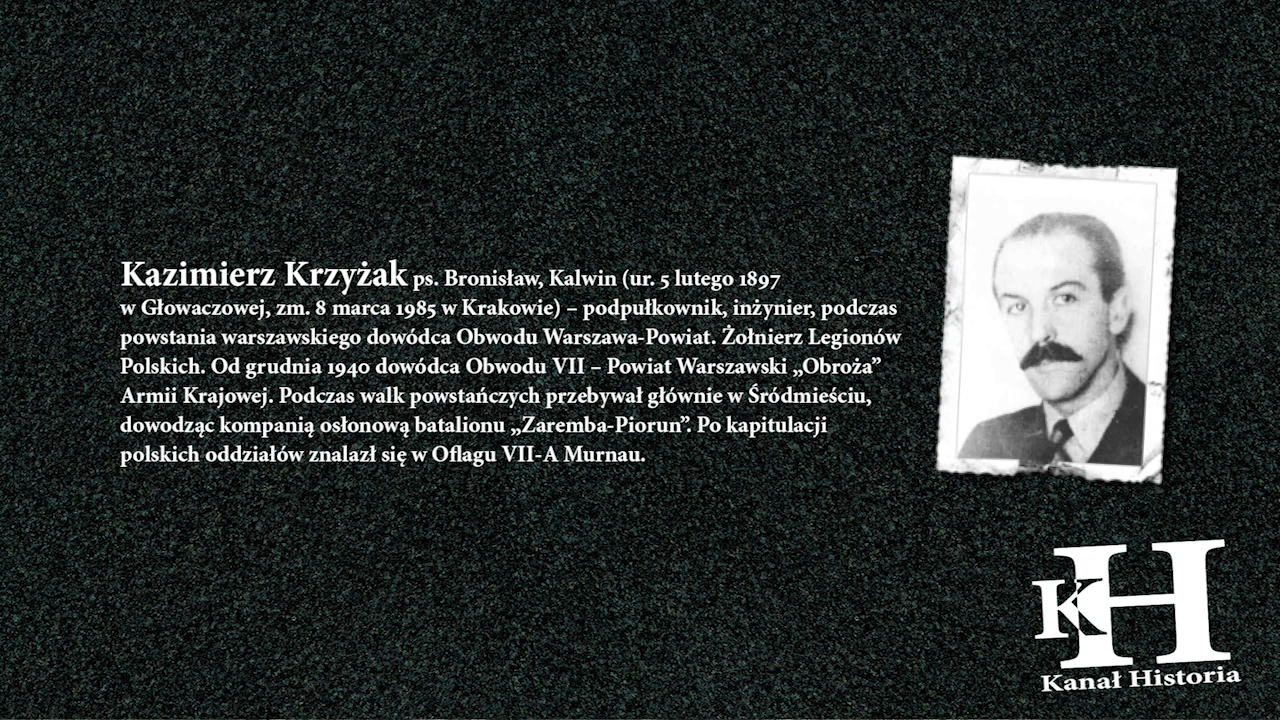 Kazimierz Krzyżak ps. Bronisław, Kalwin (ur. 5 lutego 1897
w Głowaczowej, zm. 8 marca 1985 w Krakowie) – podpułkownik, inżynier, podczas
powstania warszawskiego dowódca Obwodu Warszawa-Powiat. Żołnierz Legionów
Polskich. Od grudnia 1940 dowódca Obwodu VII – Powiat Warszawski „Obroża”
Armii Krajowej. Podczas walk powstańczych przebywał głównie w Śródmieściu,
dowodząc kompanią osłonową batalionu „Zaremba-Piorun”. Po kapitulacji
polskich oddziałów znalazł się w Oflagu VII-A Murnau.
KH
Kanał Historia